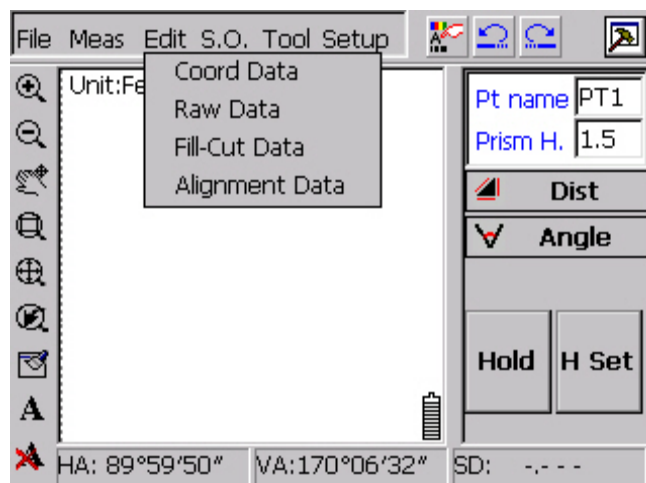 File Meas Edit S.O. Tool Setup
Coord Data
Raw Data
Fill-Cut Data
Alignment Data
Unit:Fe
Pt name PT1
Prism H. 1.5
Dist
Angle
Hold H Set
A
A
HA: 89°59′50″ VA:170°06′32″ SD: -.- - -